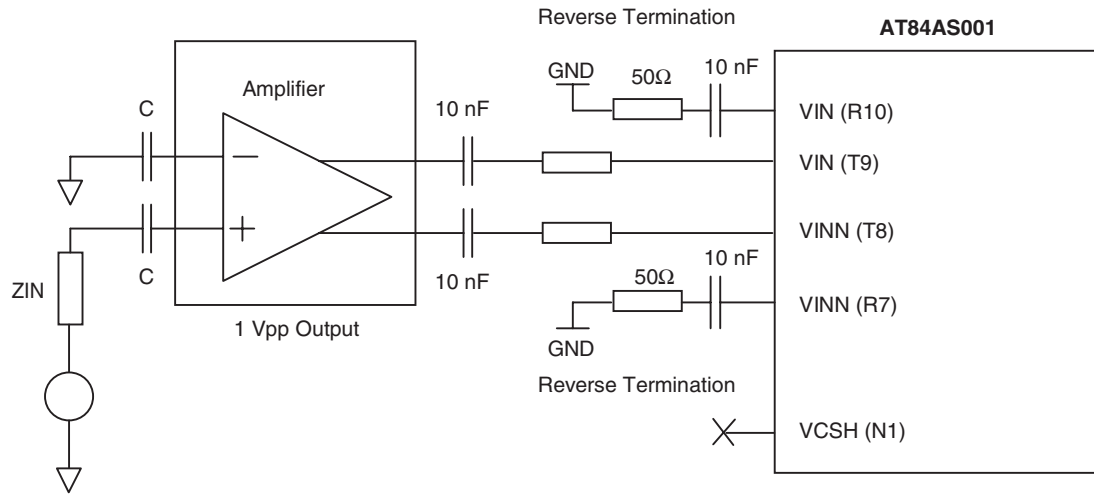 Reverse Termination
AT84AS001
GND
50Ω
10 nF
VIN (R10)
Amplifier
C
10 nF
VIN (T9)
VINN (T8)
C
10 nF
50Ω
10 nF
VINN (R7)
ZIN
1 Vpp Output
GND
Reverse Termination
VCSH (N1)